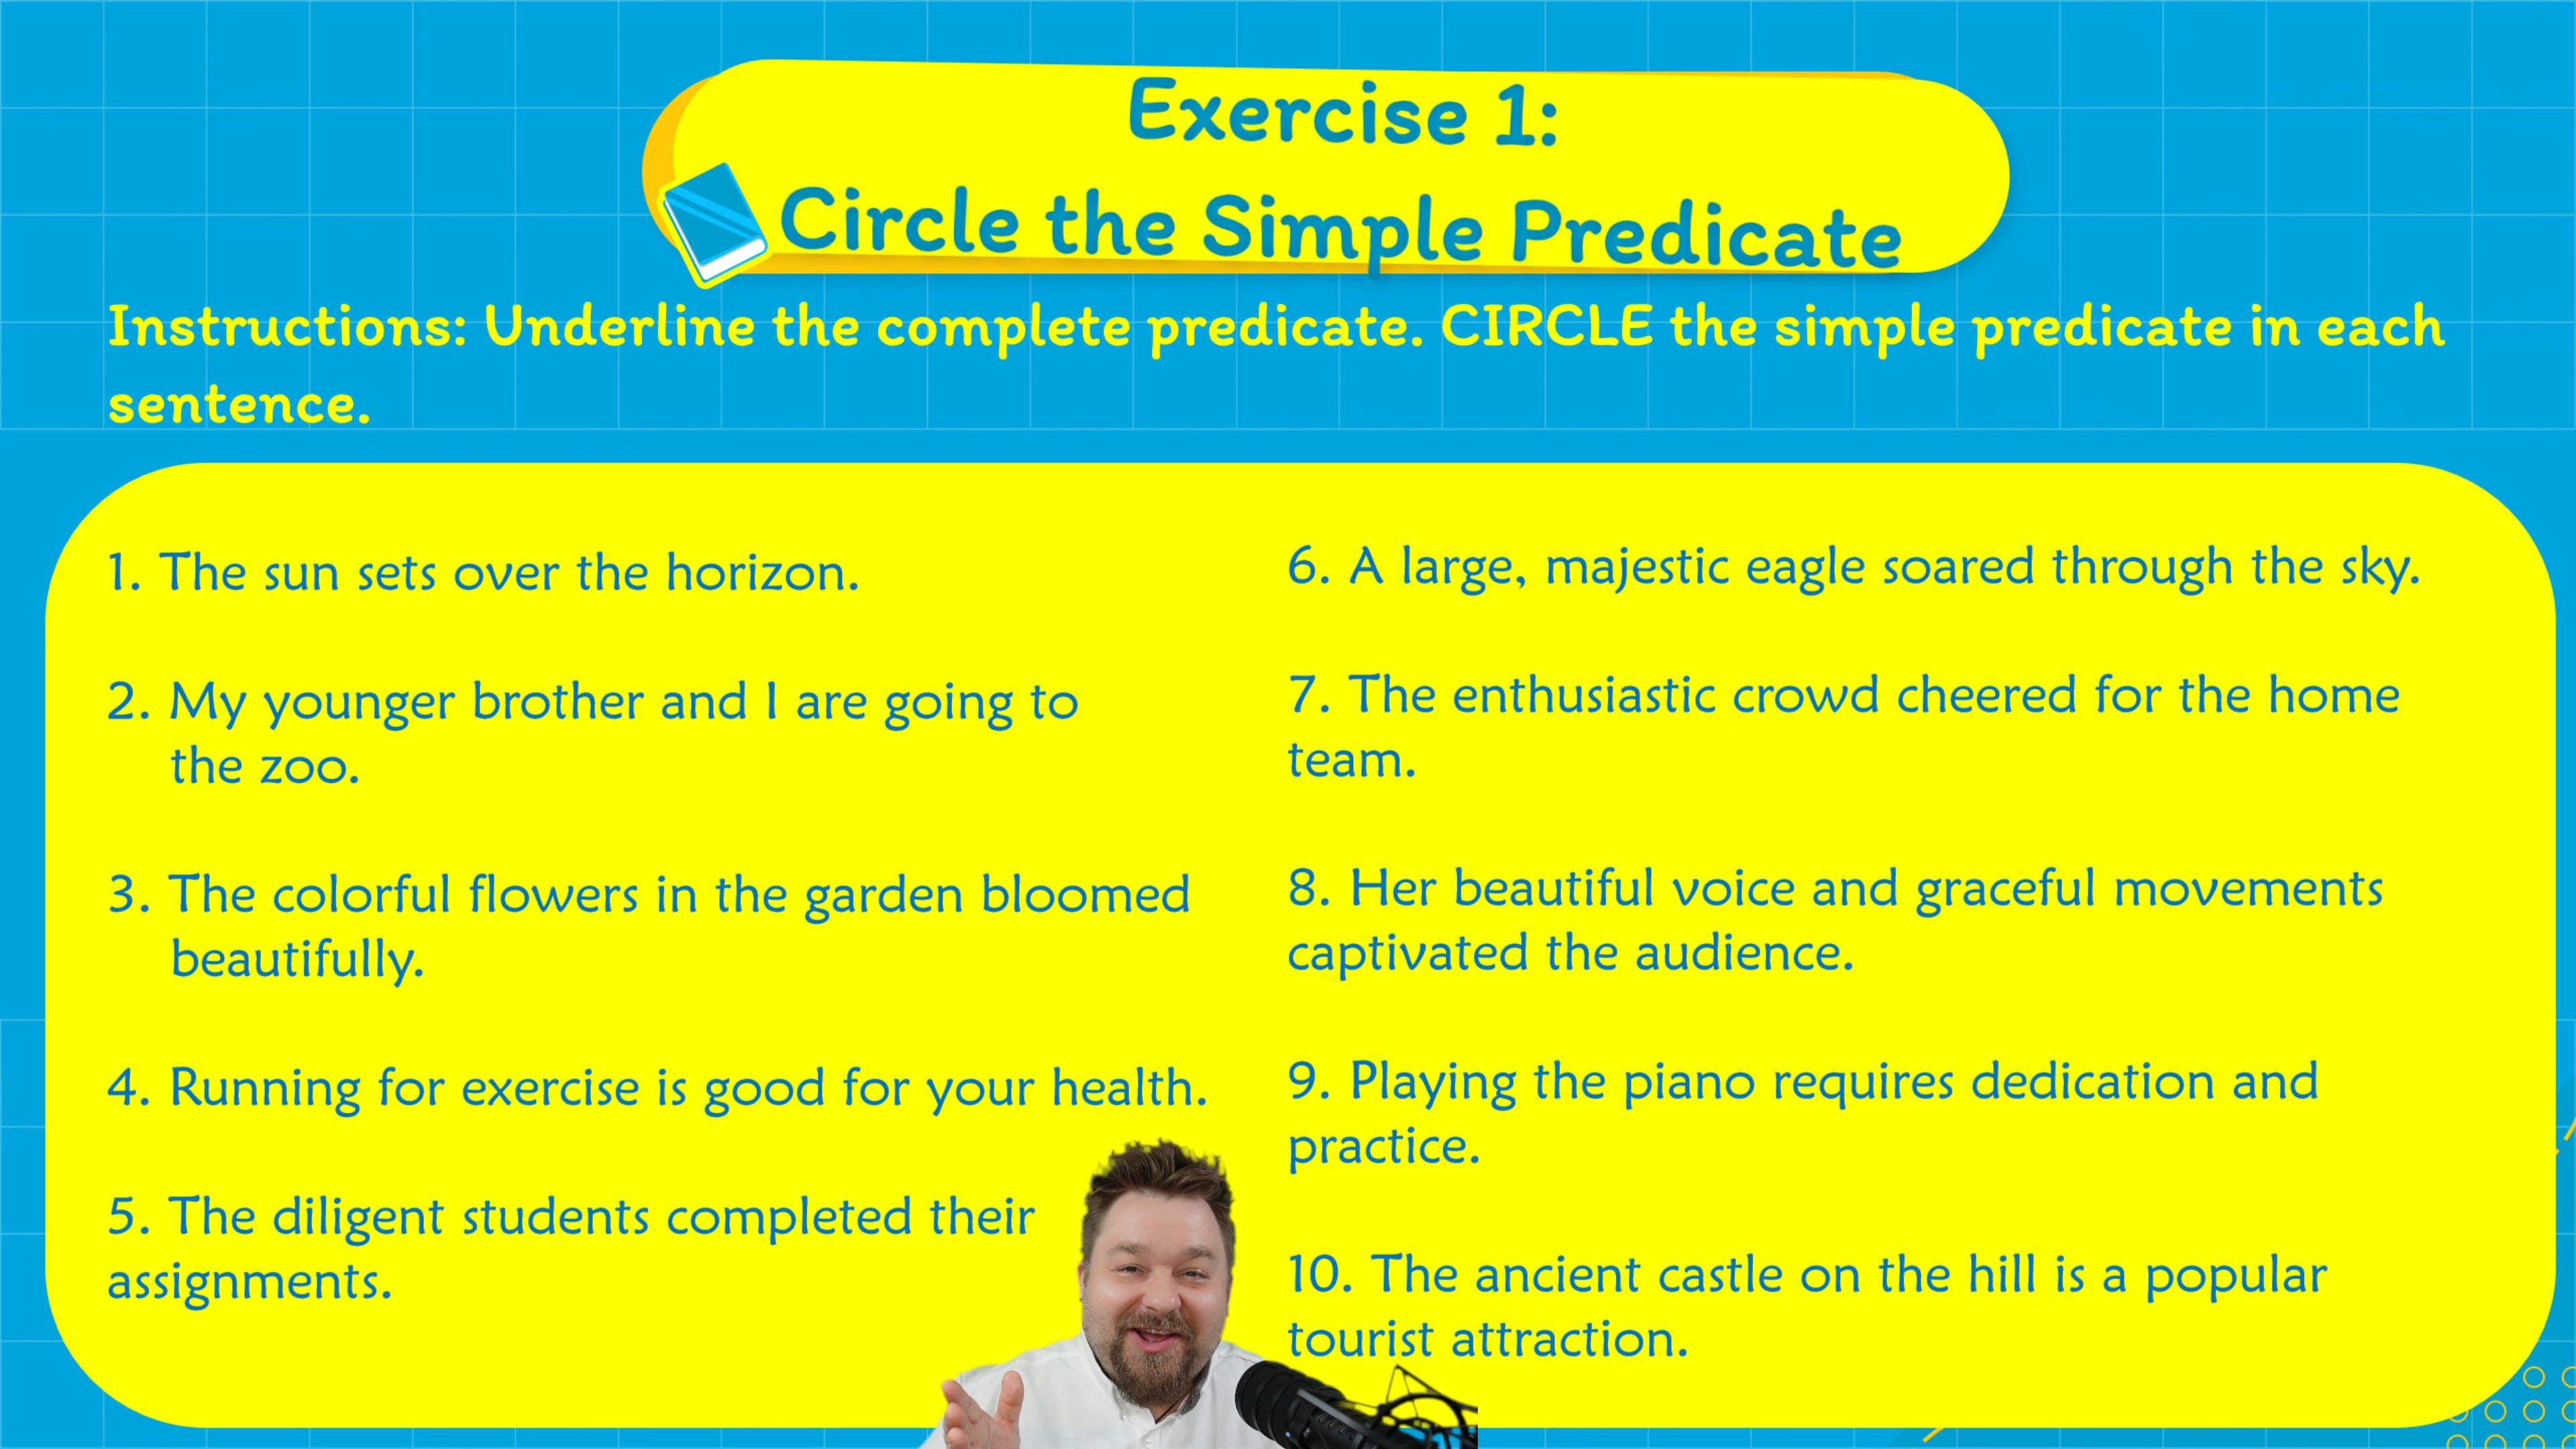 Exercise 1:
Circle the Simple Predicate
Instructions: Underline the complete predicate. CIRCLE the simple predicate in each
sentence.
1. The sun sets over the horizon.
2. My younger brother and I are going to
the zoo.
3. The colorful flowers in the garden bloomed
beautifully.
4. Running for exercise is good for your health.
5. The diligent students completed their
assignments.
6. A large, majestic eagle soared through the sky.
7. The enthusiastic crowd cheered for the home
team.
8. Her beautiful voice and graceful movements
captivated the audience.
9. Playing the piano requires dedication and
practice.
10. The ancient castle on the hill is a popular
tourist attraction.